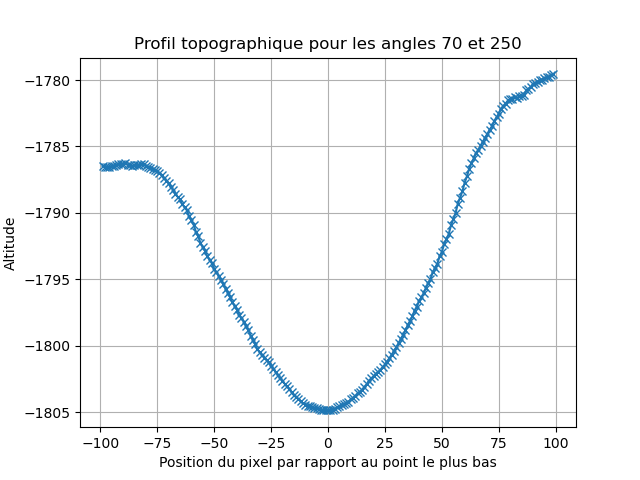 Profil topographique pour les angles 70 et 250
Altitude
−1780
−1785
−1790
−1795
−1800
−1805
−100 −75 −50 −25 0 25 50 75 100
Position du pixel par rapport au point le plus bas